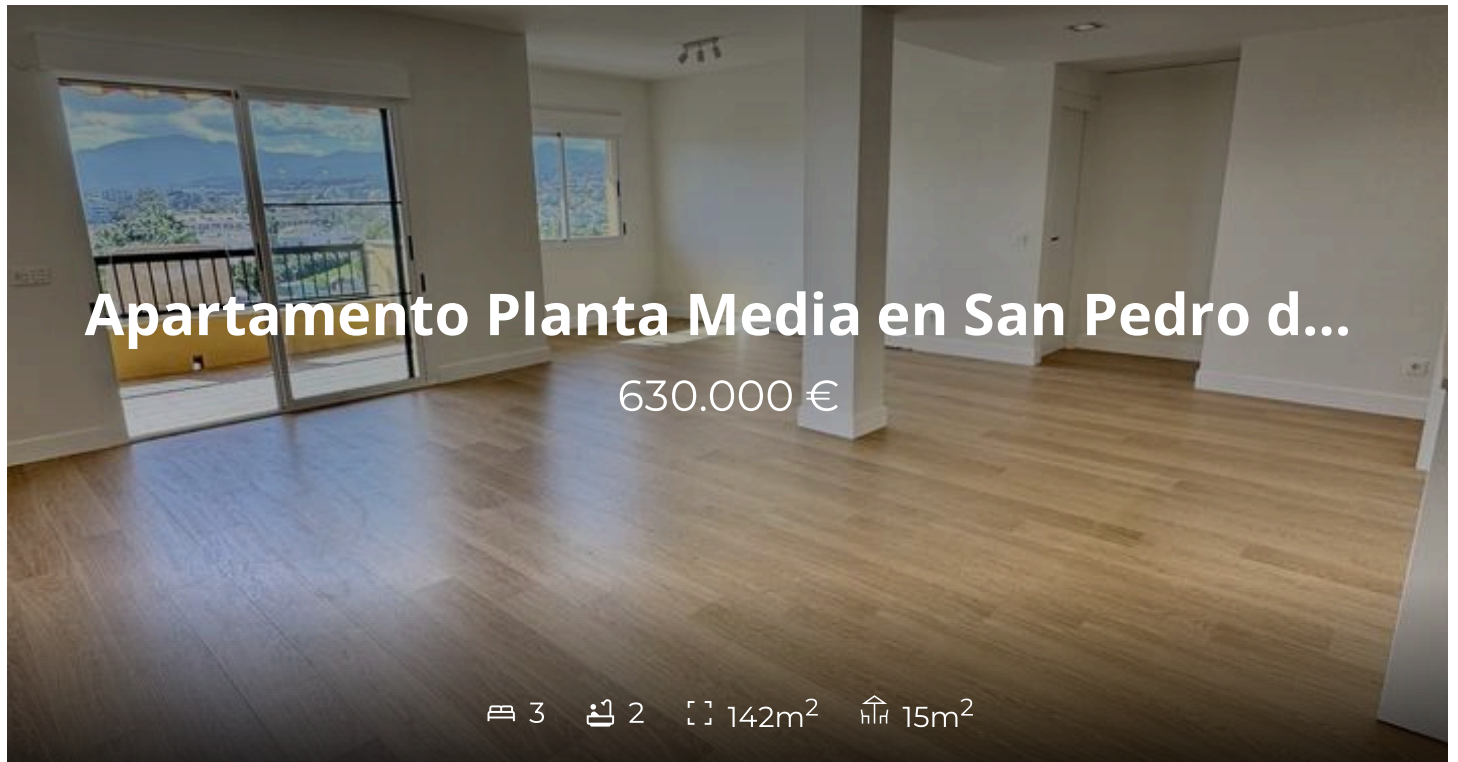 Apartamento Planta Media en San Pedro d...
630.000 €
3 2 142m² 15m²